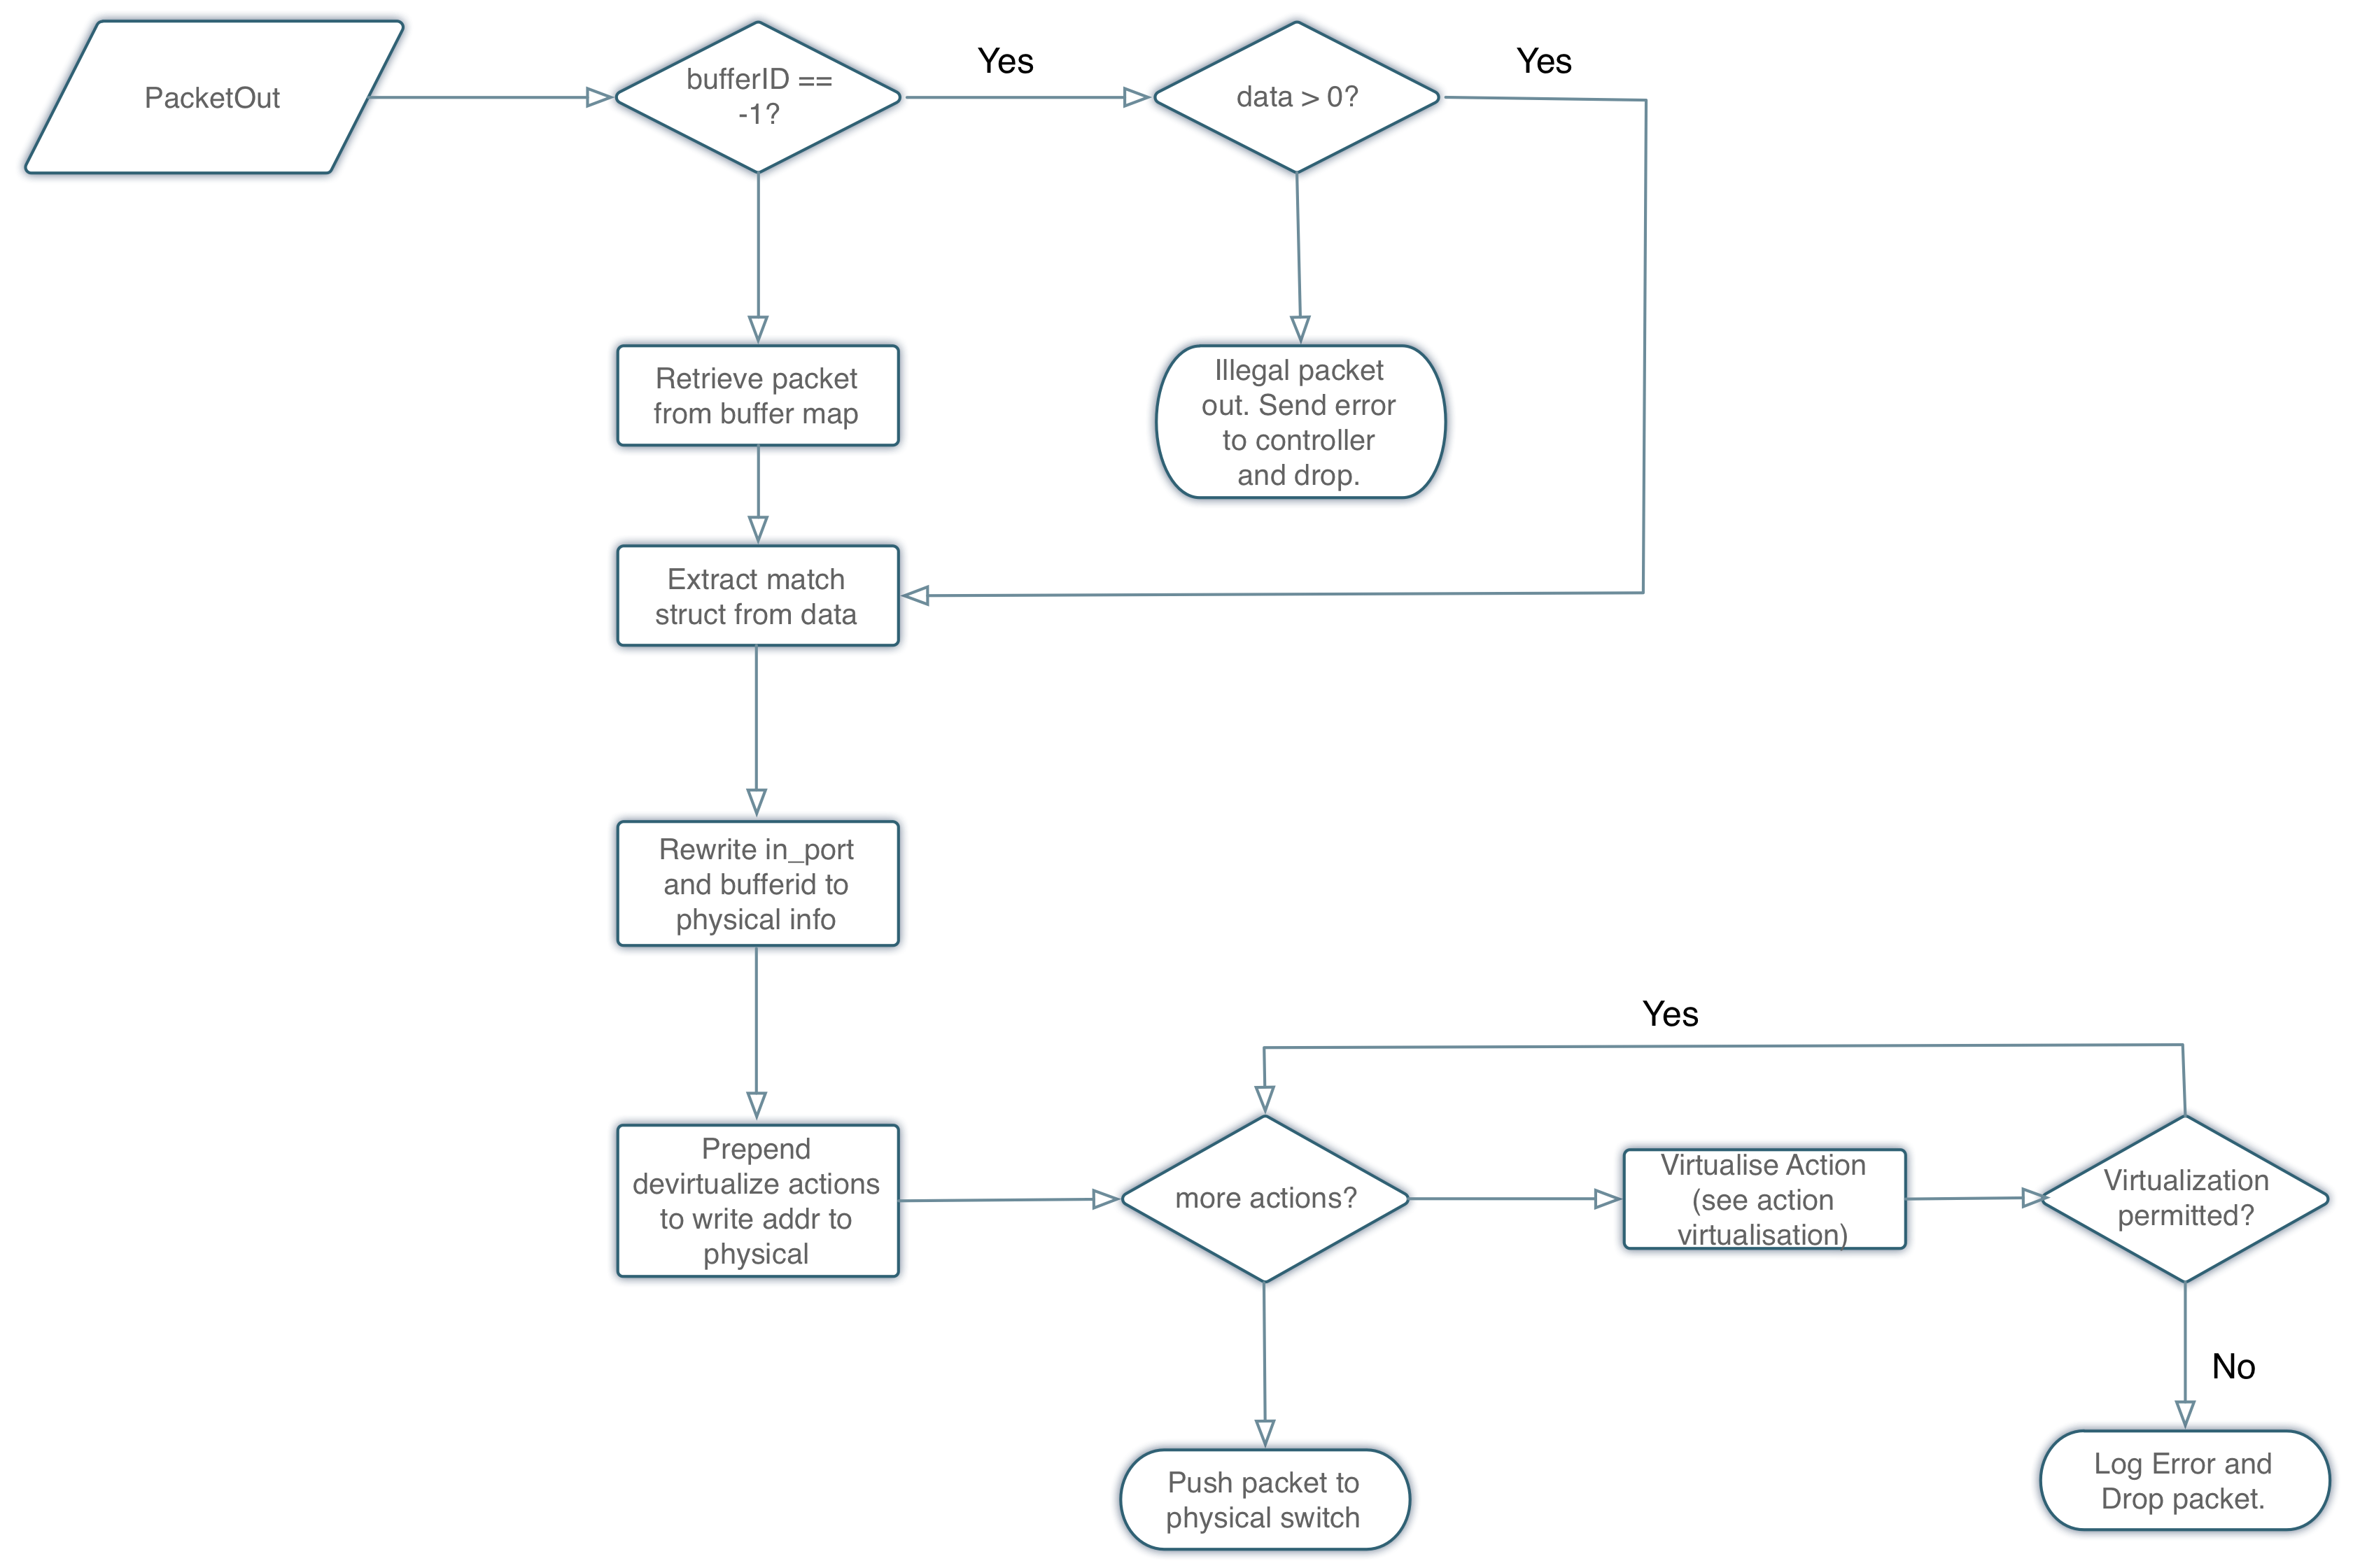 PacketOut
bufferID ==
-1?
Yes
data > 0?
Yes
Retrieve packet
from buffer map
Illegal packet
out. Send error
to controller
and drop.
Extract match
struct from data
Rewrite in_port
and bufferid to
physical info
Yes
Prepend
devirtualize actions
to write addr to
physical
more actions?
Virtualise Action
(see action
virtualisation)
Virtualization
permitted?
No
Push packet to
physical switch
Log Error and
Drop packet.